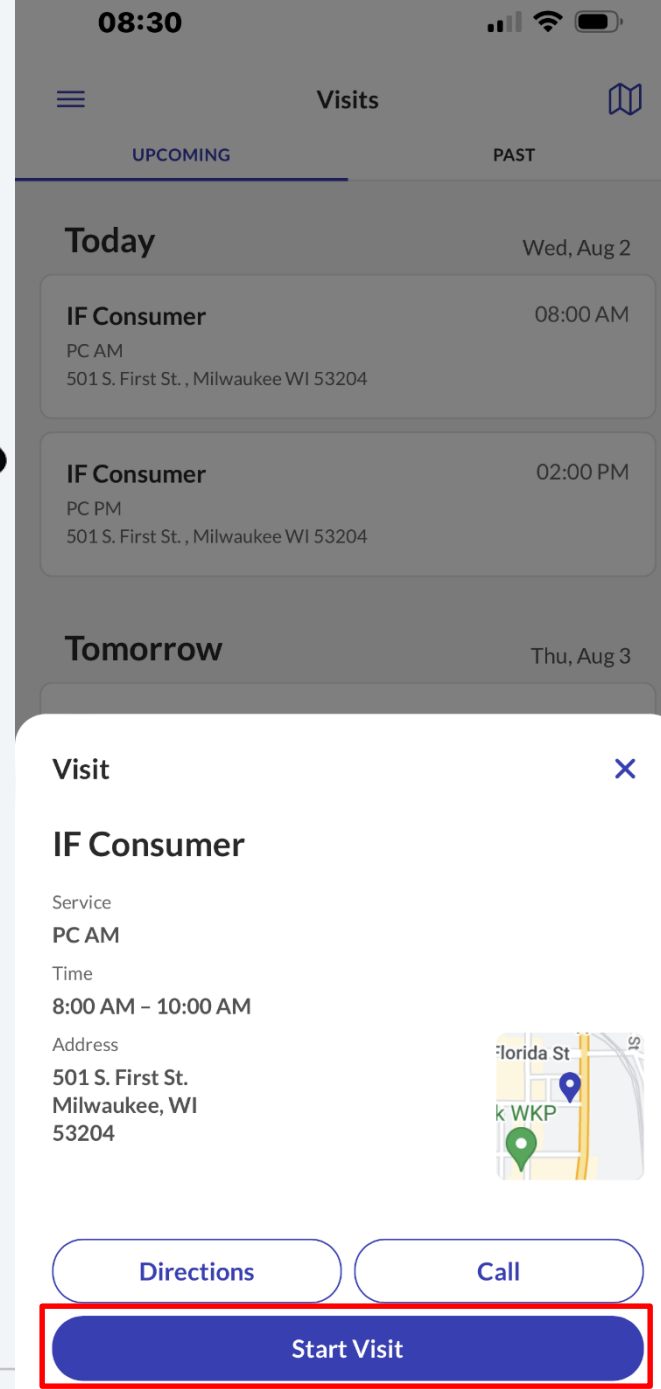 08:30
Visits
UPCOMING PAST
Today Wed, Aug 2
IF Consumer 08:00 AM
PC AM
501 S. First St. , Milwaukee WI 53204
IF Consumer 02:00 PM
PC PM
501 S. First St. , Milwaukee WI 53204
Tomorrow Thu, Aug 3
Visit
IF Consumer
Service
PC AM
Time
8:00 AM – 10:00 AM
Address
501 S. First St.
Milwaukee, WI
53204
Florida St
St
k WKP
Directions Call
Start Visit